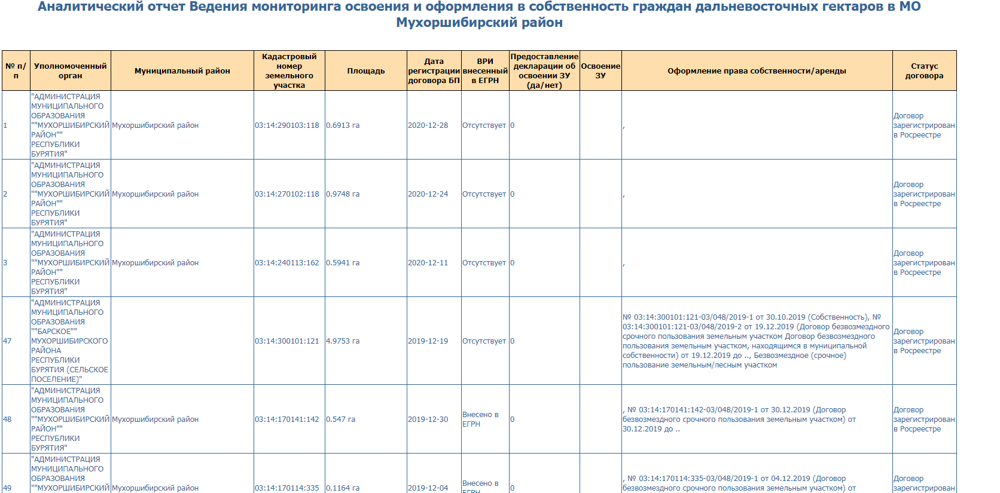 Аналитический отчет Ведения мониторинга освоения и оформления в собственность граждан дальневосточных гектаров в МО
Мухоршибирский район
№ п/
п
Уполномоченный
орган
Муниципальный район
Кадастровый
номер
земельного
участка
Площадь
Дата
регистрации
договора БП
ВРИ
внесенный
в ЕГРН
Предоставление
декларации об
освоении ЗУ
(да/нет)
Освоение
ЗУ
Оформление права собственности/аренды
Статус
договора
1
"АДМИНИСТРАЦИЯ
МУНИЦИПАЛЬНОГО
ОБРАЗОВАНИЯ
""МУХОРШИБИРСКИЙ
РАЙОН""
РЕСПУБЛИКИ
БУРЯТИЯ"
Мухоршибирский район
03:14:290103:118
0.6913 га
2020-12-28
Отсутствует
0
,
Договор
зарегистрирован
в Росреестре
2
"АДМИНИСТРАЦИЯ
МУНИЦИПАЛЬНОГО
ОБРАЗОВАНИЯ
""МУХОРШИБИРСКИЙ
РАЙОН""
РЕСПУБЛИКИ
БУРЯТИЯ"
Мухоршибирский район
03:14:270102:118
0.9748 га
2020-12-24
Отсутствует
0
,
Договор
зарегистрирован
в Росреестре
3
"АДМИНИСТРАЦИЯ
МУНИЦИПАЛЬНОГО
ОБРАЗОВАНИЯ
""МУХОРШИБИРСКИЙ
РАЙОН""
РЕСПУБЛИКИ
БУРЯТИЯ"
Мухоршибирский район
03:14:240113:162
0.5941 га
2020-12-11
Отсутствует
0
,
Договор
зарегистрирован
в Росреестре
47
"АДМИНИСТРАЦИЯ
МУНИЦИПАЛЬНОГО
ОБРАЗОВАНИЯ
""БАРСКОЕ""
МУХОРШИБИРСКОГО
РАЙОНА
РЕСПУБЛИКИ
БУРЯТИЯ (СЕЛЬСКОЕ
ПОСЕЛЕНИЕ)"
03:14:300101:121
4.9753 га
2019-12-19
Отсутствует
0
№ 03:14:300101:121-03/048/2019-1 от 30.10.2019 (Собственность), №
03:14:300101:121-03/048/2019-2 от 19.12.2019 (Договор безвозмездного
срочного пользования земельным участком Договор безвозмездного
пользования земельным участком, находящимся в муниципальной
собственности) от 19.12.2019 до .., Безвозмездное (срочное)
пользование земельным/лесным участком
Договор
зарегистрирован
в Росреестре
48
"АДМИНИСТРАЦИЯ
МУНИЦИПАЛЬНОГО
ОБРАЗОВАНИЯ
""МУХОРШИБИРСКИЙ
РАЙОН""
РЕСПУБЛИКИ
БУРЯТИЯ"
Мухоршибирский район
03:14:170141:142
0.547 га
2019-12-30
Внесено в
ЕГРН
0
, № 03:14:170141:142-03/048/2019-1 от 30.12.2019 (Договор
безвозмездного срочного пользования земельным участком) от
30.12.2019 до ..
Договор
зарегистрирован
в Росреестре
49
"АДМИНИСТРАЦИЯ
МУНИЦИПАЛЬНОГО
ОБРАЗОВАНИЯ
""МУХОРШИБИРСКИЙ
Мухоршибирский район
03:14:170114:335
0.1164 га
2019-12-04
Внесено в
ЕГРН
0
, № 03:14:170114:335-03/048/2019-1 от 04.12.2019 (Договор
безвозмездного срочного пользования земельным участком) от
Договор
зарегистрирован